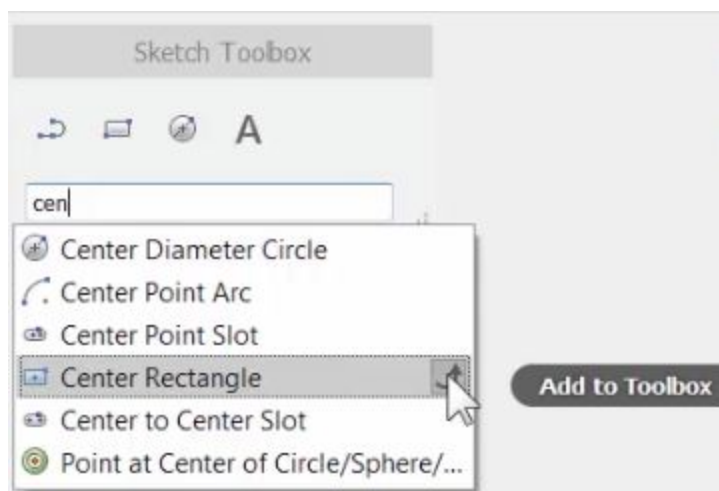 Sketch Toolbox
A
cen
Center Diameter Circle
Center Point Arc
Center Point Slot
Center Rectangle
Add to Toolbox
Center to Center Slot
Point at Center of Circle/Sphere/...